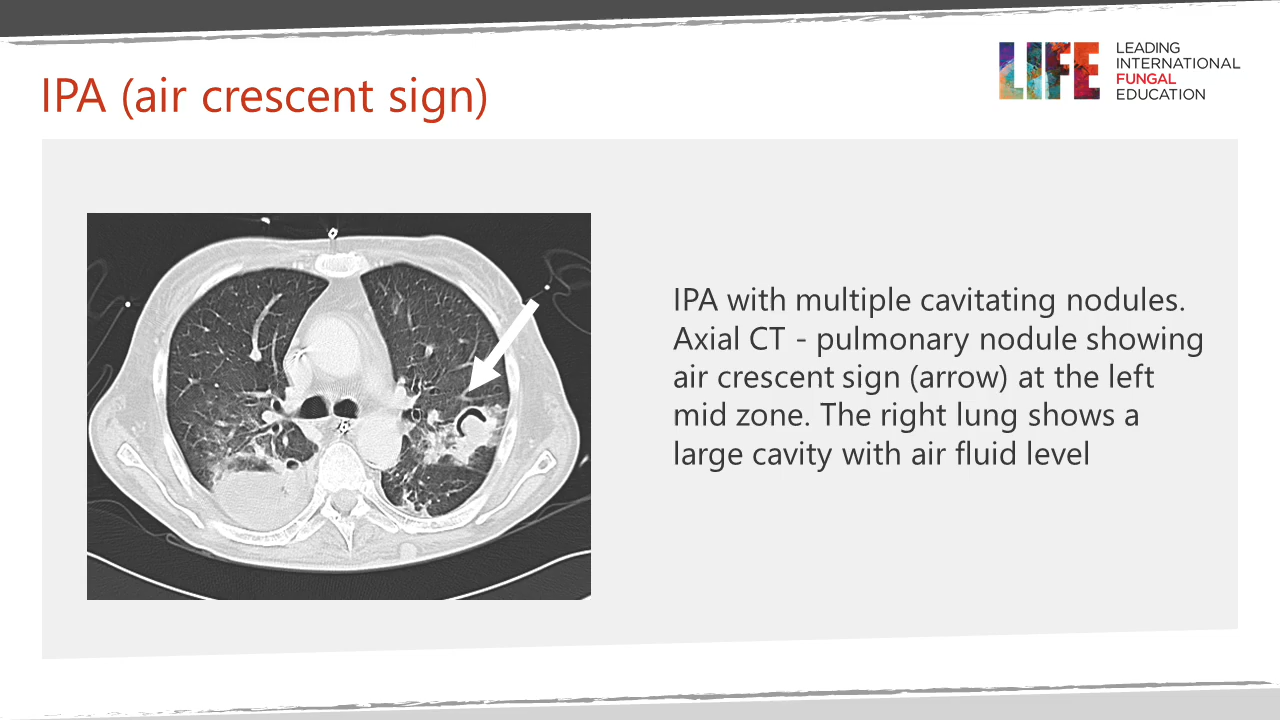 IPA (air crescent sign)
LIFE
LEADING
INTERNATIONAL
FUNGAL
EDUCATION
IPA with multiple cavitating nodules.
Axial CT - pulmonary nodule showing
air crescent sign (arrow) at the left
mid zone. The right lung shows a
large cavity with air fluid level